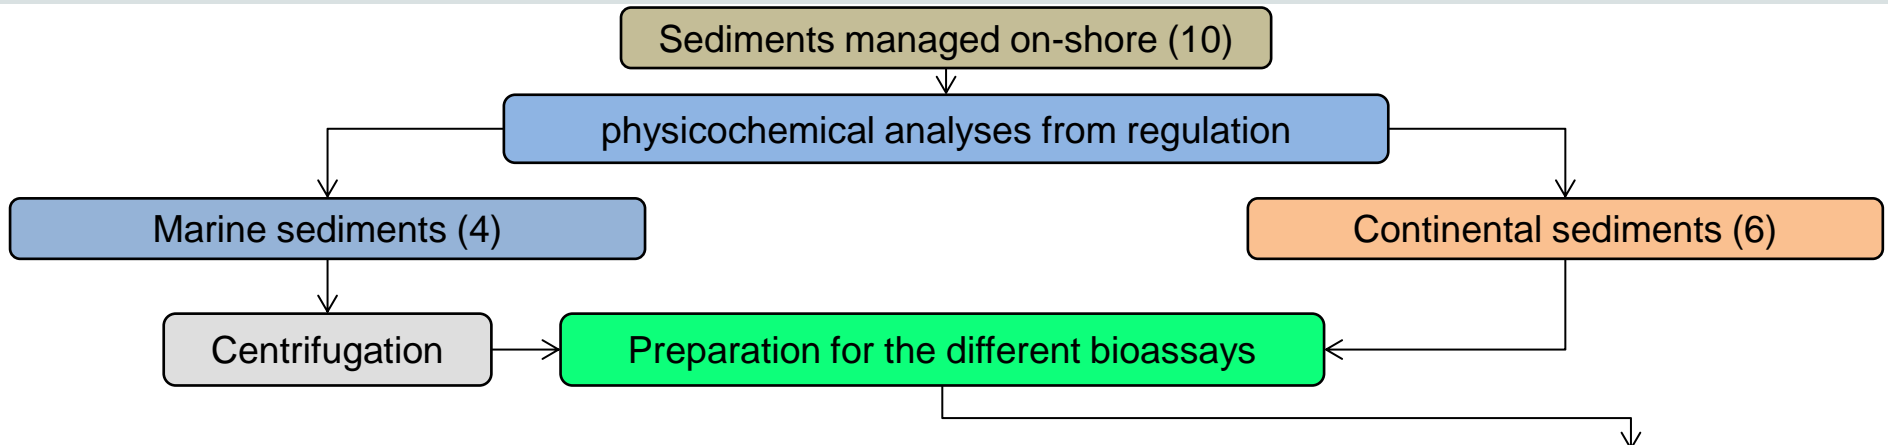 Sediments managed on-shore (10)
physicochemical analyses from regulation
Marine sediments (4)
Continental sediments (6)
Centrifugation
Preparation for the different bioassays